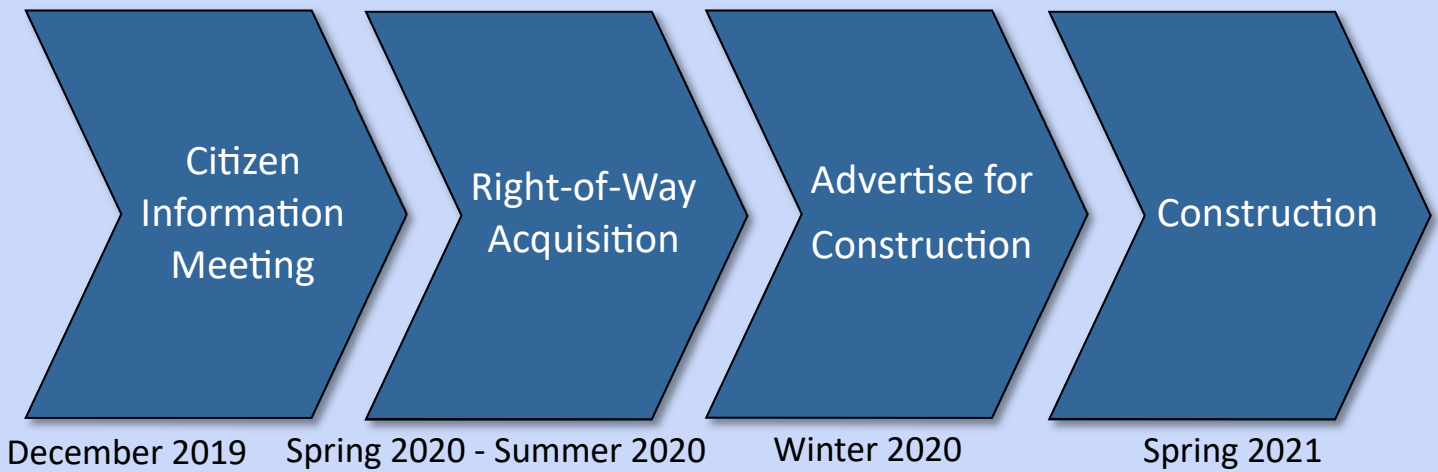 Citizen
Information
Meeting
Right-of-Way
Acquisition
Advertise for
Construction
Construction
December 2019
Spring 2020 - Summer 2020
Winter 2020
Spring 2021